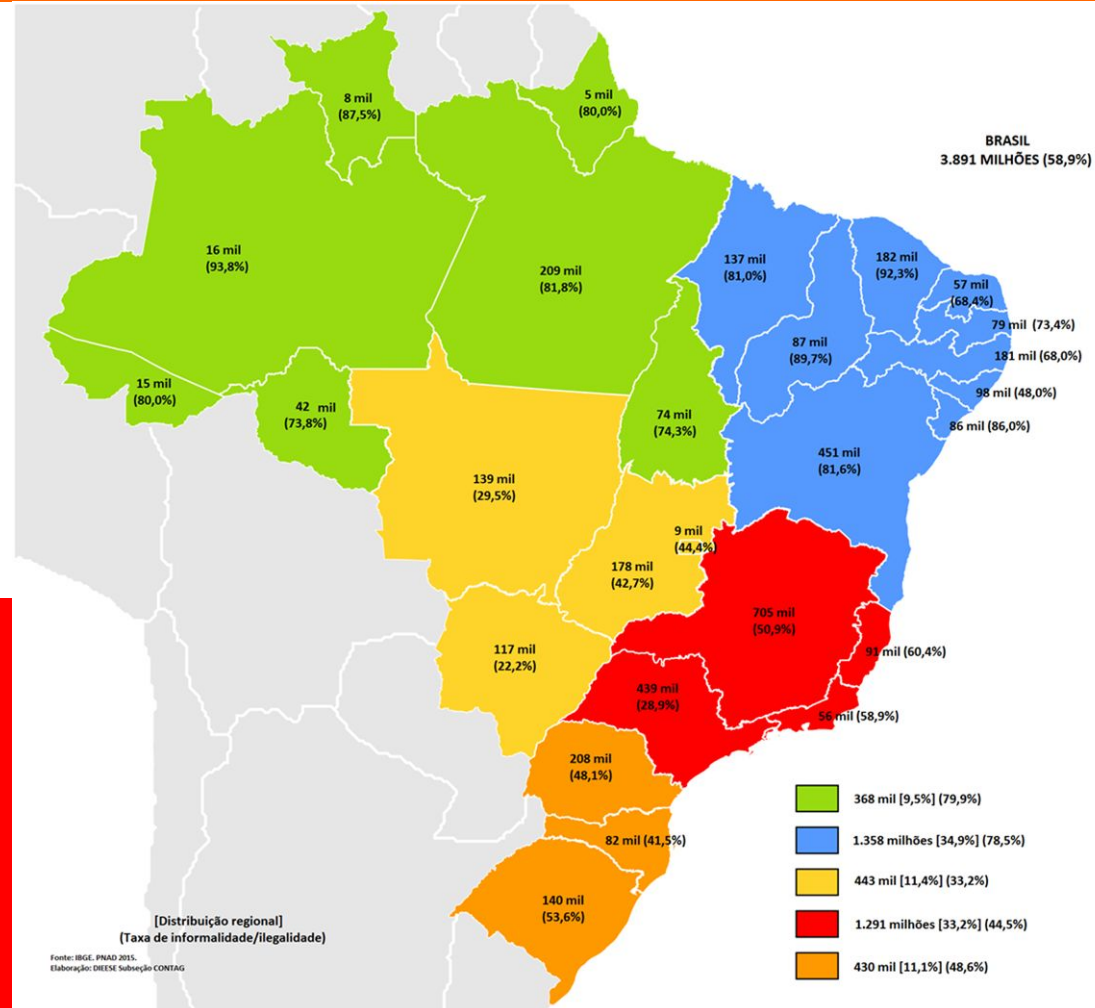 8 mil
(87,5%)
5 mil
(80,0%)
BRASIL
3.891 MILHÕES (58,9%)
16 mil
(93,8%)
209 mil
(81,8%)
137 mil
(81,0%)
182 mil
(92,3%)
57 mil
(68,4%)
79 mil (73,4%)
87 mil
(89,7%)
181 mil (68,0%)
98 mil (48,0%)
86 mil (86,0%)
15 mil
(80,0%)
42 mil
(73,8%)
74 mil
(74,3%)
451 mil
(81,6%)
139 mil
(29,5%)
9 mil
(44,4%)
178 mil
(42,7%)
705 mil
(50,9%)
117 mil
(22,2%)
91 mil (60,4%)
439 mil
(28,9%)
56 mil (58,9%)
208 mil
(48,1%)
82 mil (41,5%)
140 mil
(53,6%)
368 mil [9,5%] (79,9%)
1.358 milhões [34,9%] (78,5%)
443 mil [11,4%] (33,2%)
1.291 milhões [33,2%] (44,5%)
430 mil [11,1%] (48,6%)
[Distribuição regional]
(Taxa de informalidade/ilegalidade)
Fonte: IBGE. PNAD 2015.
Elaboração: DIEESE Subseção CONTAG